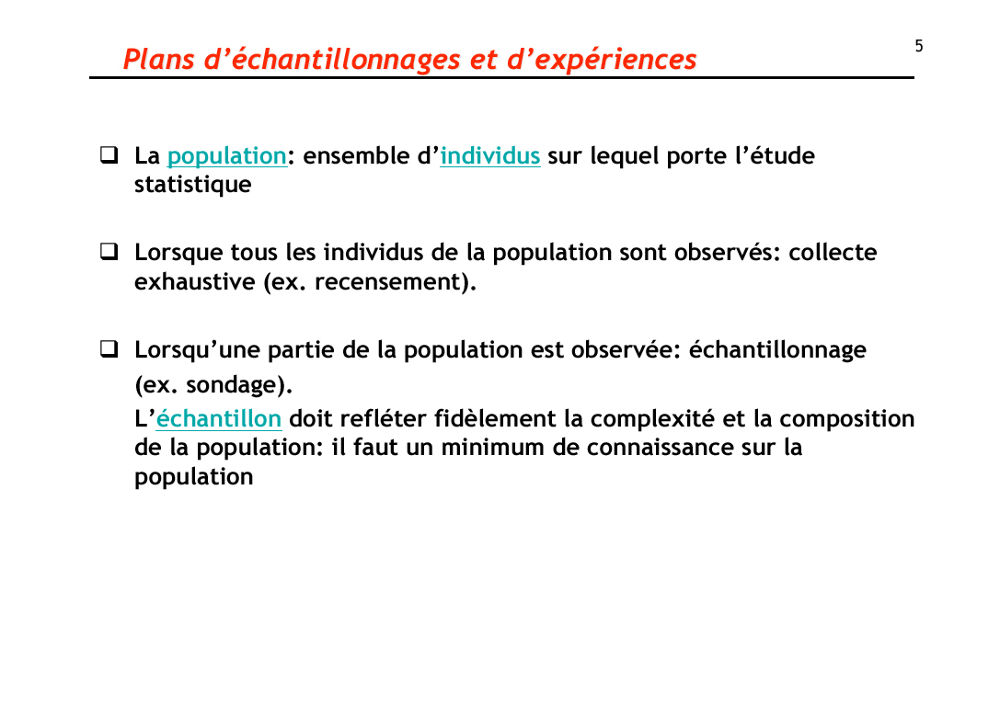 Plans d’échantillonnages et d’expériences
5
❑ La population: ensemble d’individus sur lequel porte l’étude
statistique
❑ Lorsque tous les individus de la population sont observés: collecte
exhaustive (ex. recensement).
❑ Lorsqu’une partie de la population est observée: échantillonnage
(ex. sondage).
L’échantillon doit refléter fidèlement la complexité et la composition
de la population: il faut un minimum de connaissance sur la
population